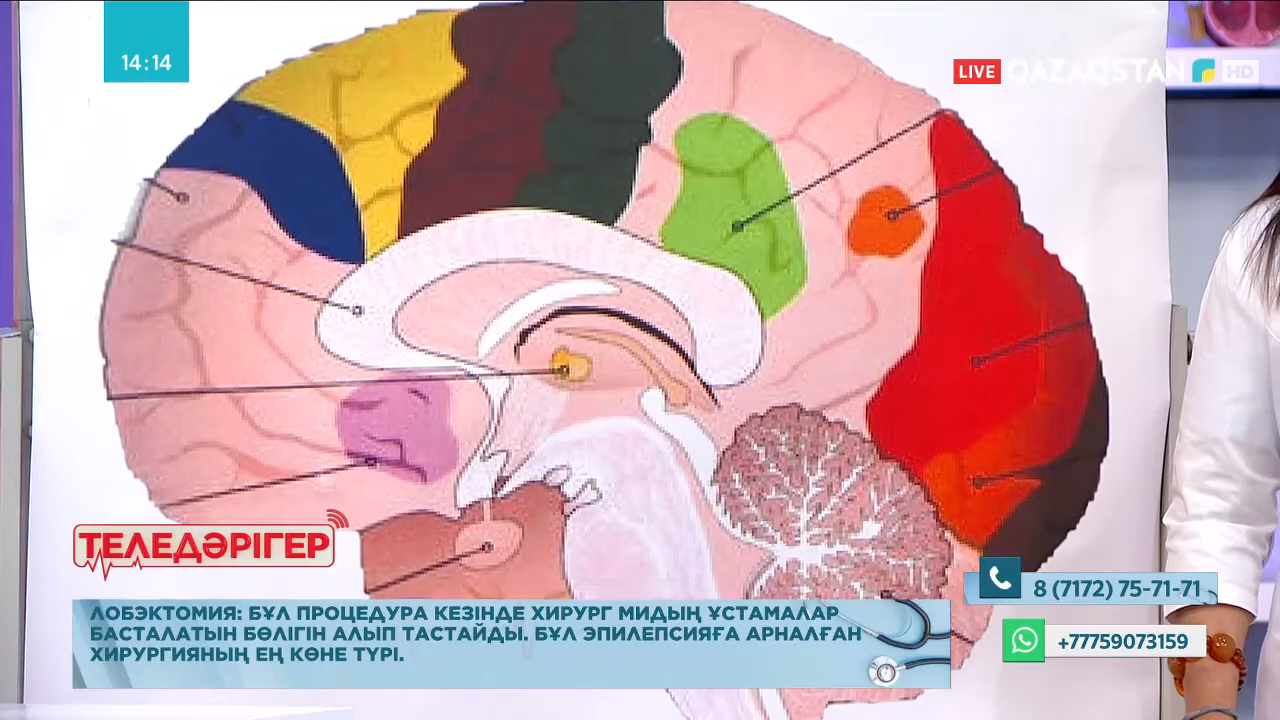 14:14
LIVE QAZAQSTAN HD
ТЕЛЕДӘРІГЕР
8 (7172) 75-71-71
ЛОБЭКТОМИЯ: БҰЛ ПРОЦЕДУРА КЕЗІНДЕ ХИРУРГ МИДЫҢ ҰСТАМАЛАР
БАСТАЛАТЫН БӨЛІГІН АЛЫП ТАСТАЙДЫ. БҰЛ ЭПИЛЕПСИЯҒА АРНАЛҒАН
ХИРУРГИЯНЫҢ ЕҢ КӨНЕ ТҮРІ.
+77759073159